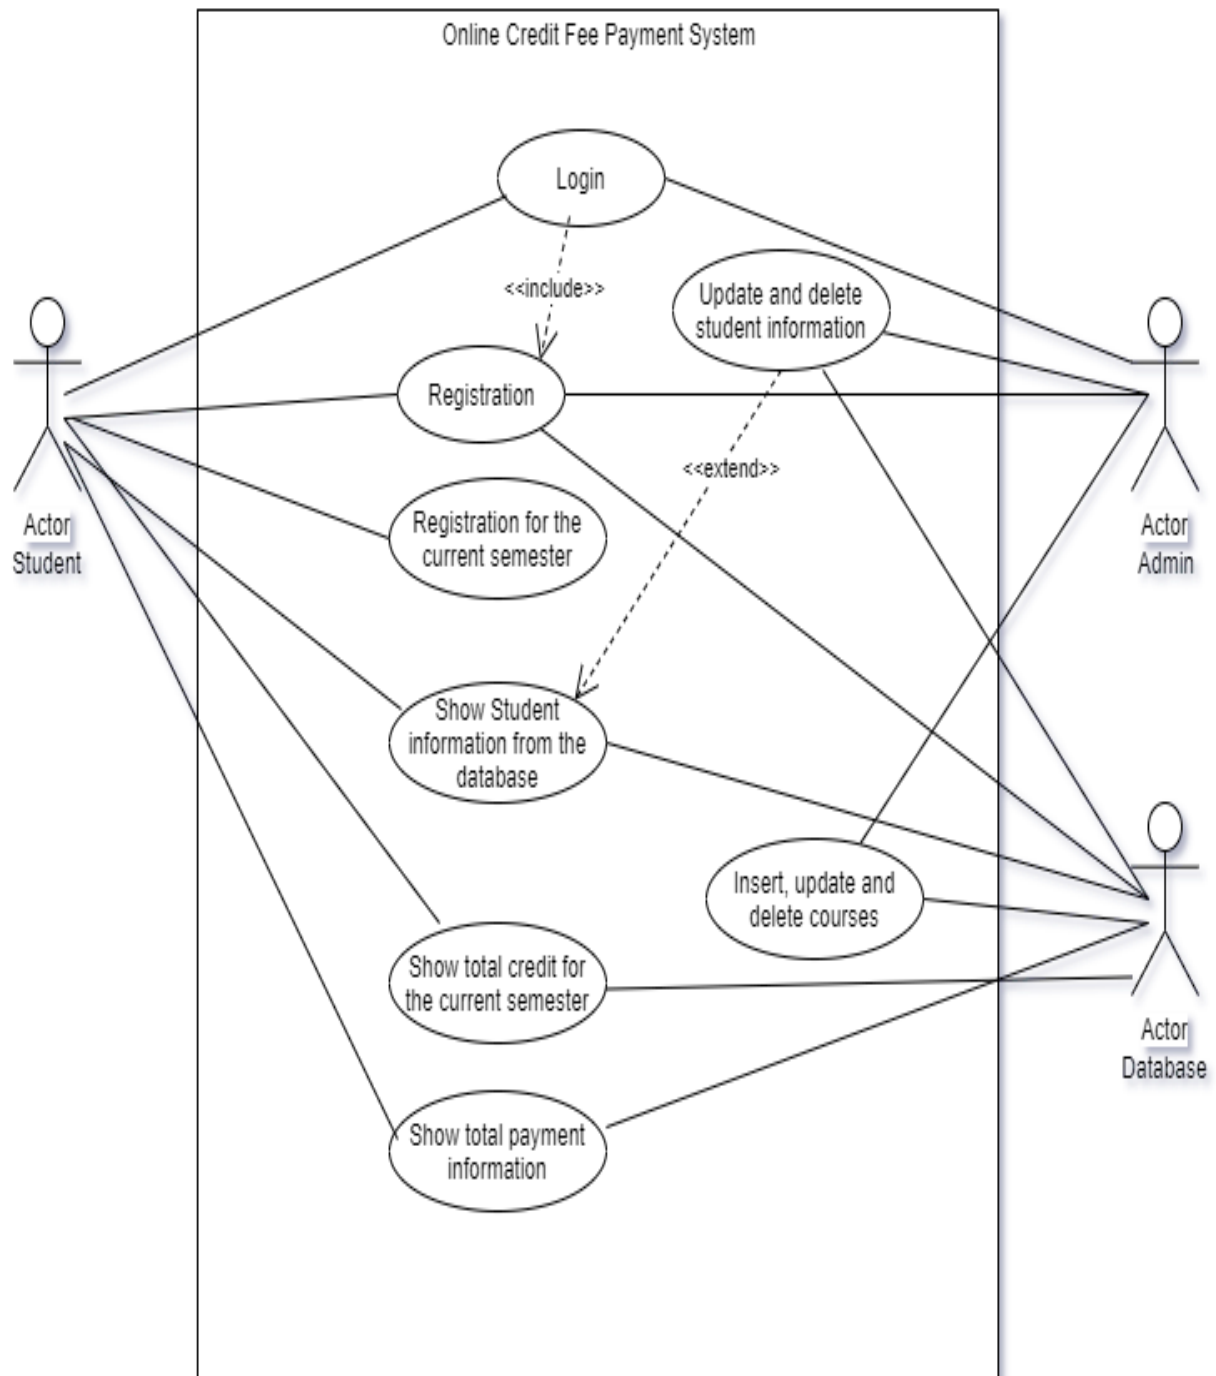 Online Credit Fee Payment System
Login
<<include>>
Update and delete
student information
Registration
<<extend>>
Registration for the
current semester
Actor
Student
Actor
Admin
Show Student
information from the
database
Insert, update and
delete courses
Show total credit for
the current semester
Actor
Database
Show total payment
information